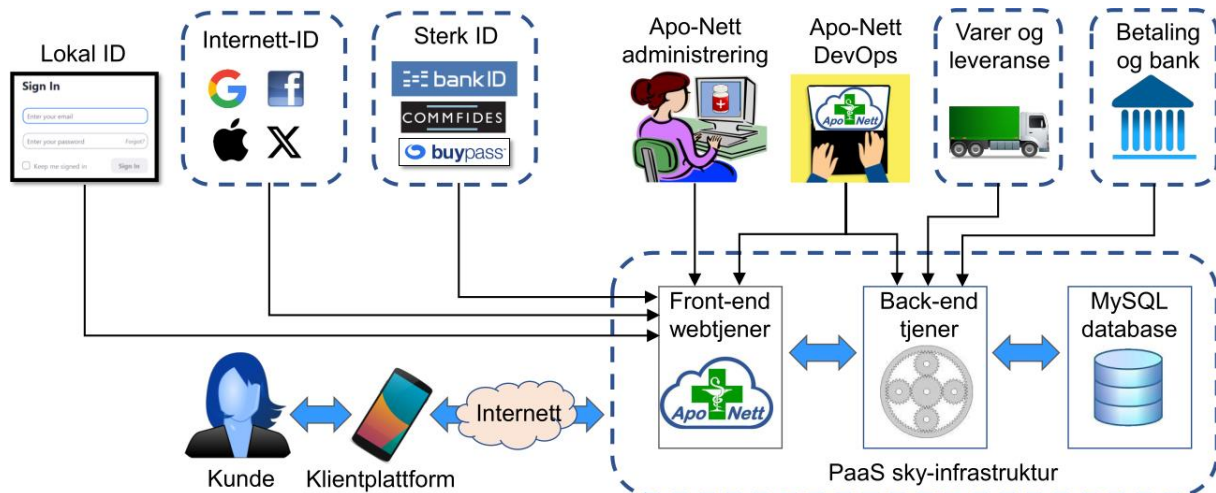 Lokal ID
Sign In
Enter your email
Enter your password
Forgot?
Keep me signed in
Sign In
Internett-ID
Sterk ID
bankID
COMMFIDES
buypass
Apo-Nett
administrering
Apo-Nett
DevOps
Apo Nett
Varer og
leveranse
Betaling
og bank
Front-end
webtjener
Apo Nett
Back-end
tjener
MySQL
database
Internett
Kunde
Klientplattform
PaaS sky-infrastruktur